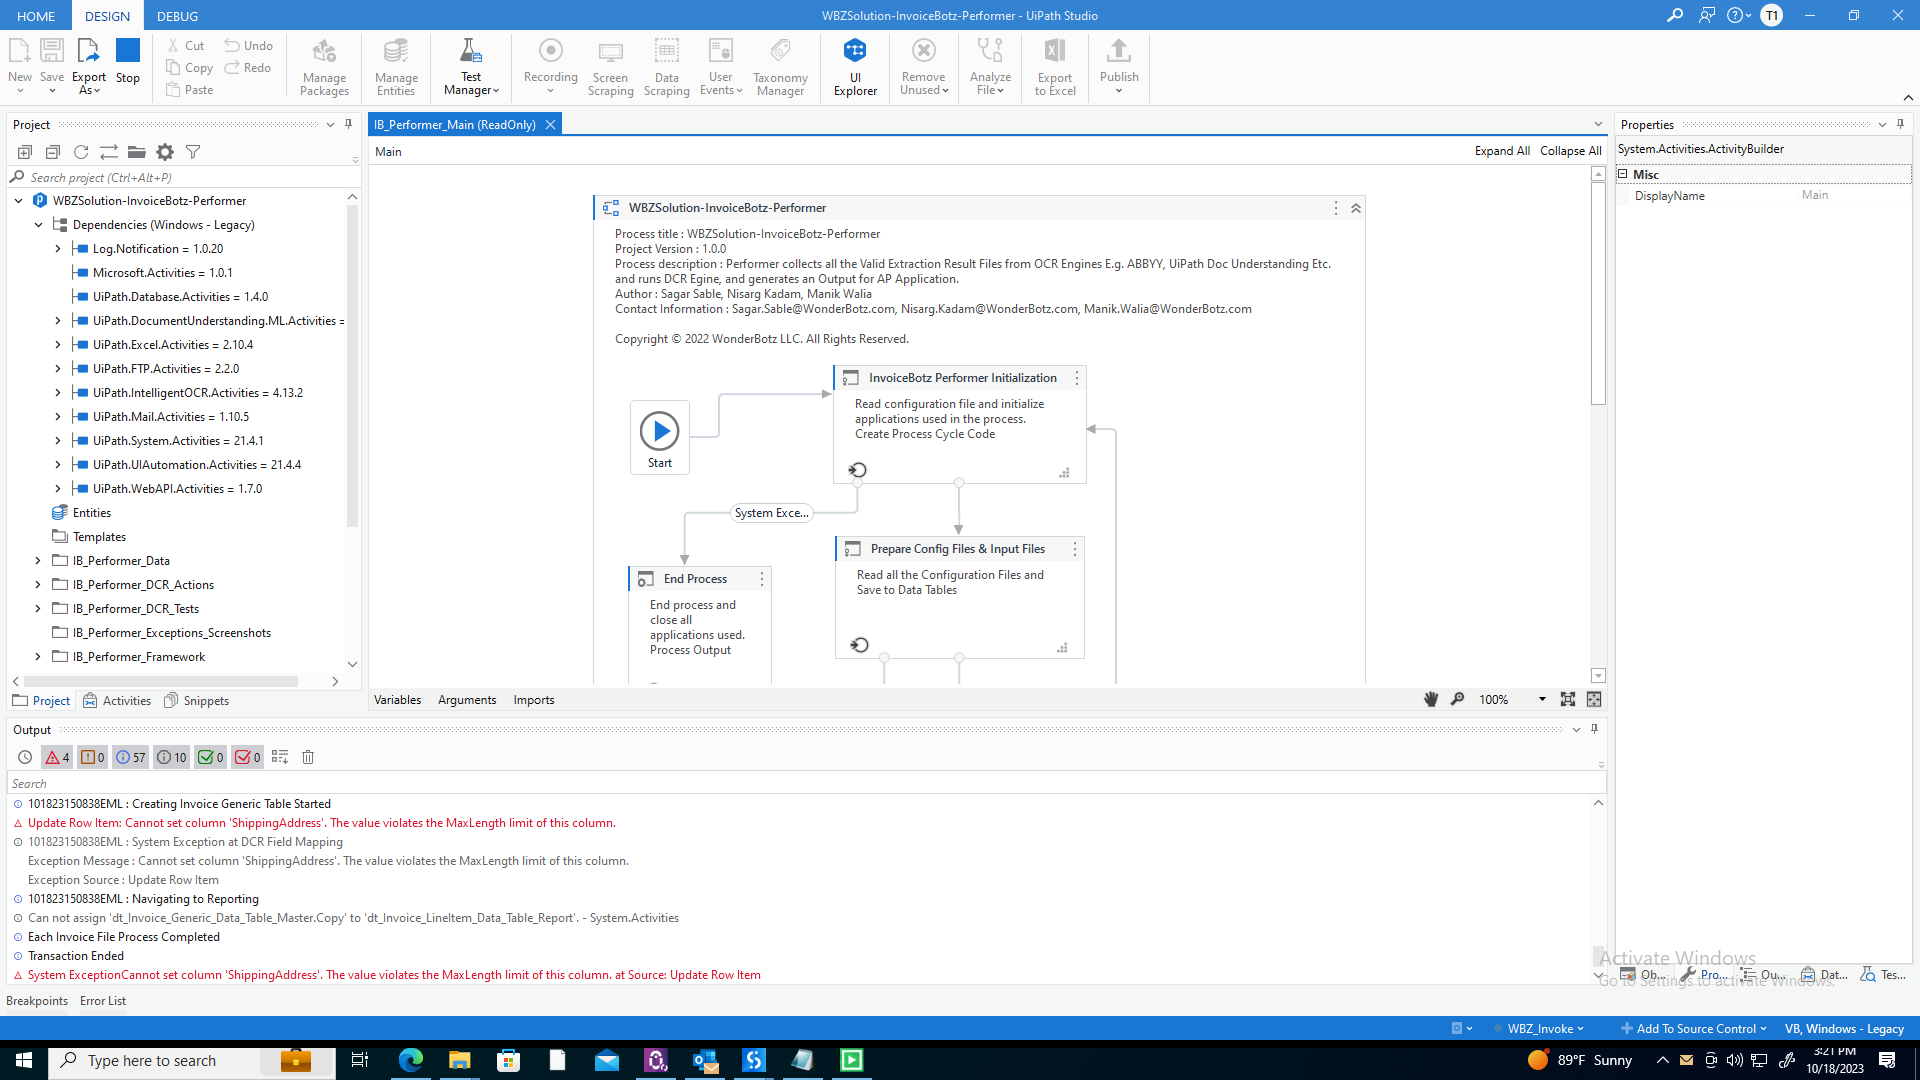 HOME
DESIGN
DEBUG
WBZSolution-InvoiceBotz-Performer - UiPath Studio
T1
New
Save
Export As
Stop
Cut
Copy
Paste
Undo
Redo
Manage Packages
Manage Entities
Test Manager
Recording
Screen Scraping
Data Scraping
User Events
Taxonomy Manager
UI Explorer
Remove Unused
Analyze File
Export to Excel
Publish
Project
Search project (Ctrl+Alt+P)
WBZSolution-InvoiceBotz-Performer
Dependencies (Windows - Legacy)
Log.Notification = 1.0.20
Microsoft.Activities = 1.0.1
UiPath.Database.Activities = 1.4.0
UiPath.DocumentUnderstanding.ML.Activities =
UiPath.Excel.Activities = 2.10.4
UiPath.FTP.Activities = 2.2.0
UiPath.IntelligentOCR.Activities = 4.13.2
UiPath.Mail.Activities = 1.10.5
UiPath.System.Activities = 21.4.1
UiPath.UIAutomation.Activities = 21.4.4
UiPath.WebAPI.Activities = 1.7.0
Entities
Templates
IB_Performer_Data
IB_Performer_DCR_Actions
IB_Performer_DCR_Tests
IB_Performer_Exceptions_Screenshots
IB_Performer_Framework
Project
Activities
Snippets
IB_Performer_Main (ReadOnly)
Main
Expand All
Collapse All
WBZSolution-InvoiceBotz-Performer
Process title : WBZSolution-InvoiceBotz-Performer
Project Version : 1.0.0
Process description : Performer collects all the Valid Extraction Result Files from OCR Engines E.g. ABBYY, UiPath Doc Understanding Etc.
and runs DCR Egine, and generates an Output for AP Application.
Author : Sagar Sable, Nisarg Kadam, Manik Walia
Contact Information : Sagar.Sable@WonderBotz.com, Nisarg.Kadam@WonderBotz.com, Manik.Walia@WonderBotz.com
Copyright © 2022 WonderBotz LLC. All Rights Reserved.
Start
InvoiceBotz Performer Initialization
Read configuration file and initialize
applications used in the process.
Create Process Cycle Code
System Exce...
End Process
End process and
close all
applications used.
Process Output
Prepare Config Files & Input Files
Read all the Configuration Files and
Save to Data Tables
Variables
Arguments
Imports
100%
Properties
System.Activities.ActivityBuilder
Misc
DisplayName
Main
Output
4
0
57
10
0
0
Search
101823150838EML : Creating Invoice Generic Table Started
Update Row Item: Cannot set column 'ShippingAddress'. The value violates the MaxLength limit of this column.
101823150838EML : System Exception at DCR Field Mapping
Exception Message : Cannot set column 'ShippingAddress'. The value violates the MaxLength limit of this column.
Exception Source : Update Row Item
101823150838EML : Navigating to Reporting
Can not assign 'dt_Invoice_Generic_Data_Table_Master.Copy' to 'dt_Invoice_LineItem_Data_Table_Report'. - System.Activities
Each Invoice File Process Completed
Transaction Ended
System ExceptionCannot set column 'ShippingAddress'. The value violates the MaxLength limit of this column. at Source: Update Row Item
Activate Windows
Go to Settings to activate Windows.
Ob...
Pro...
Ou...
Dat...
Tes...
Breakpoints
Error List
WBZ_Invoke
Add To Source Control
VB, Windows - Legacy
Type here to search
89°F Sunny
3:21 PM
10/18/2023